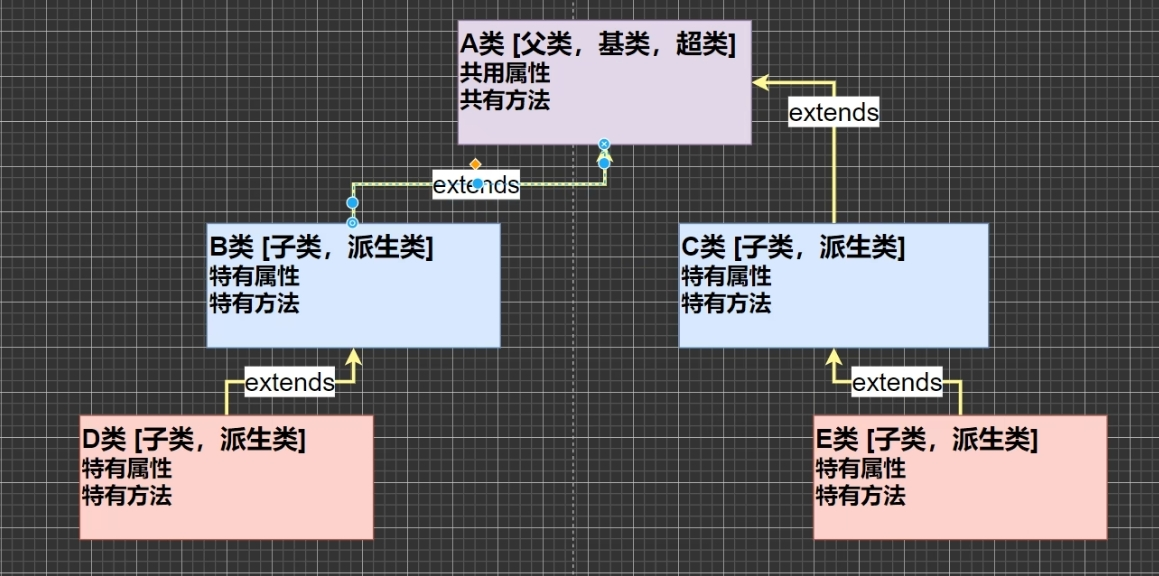 A类 [父类，基类，超类]
共用属性
共有方法
extends
extends
B类 [子类，派生类]
特有属性
特有方法
C类 [子类，派生类]
特有属性
特有方法
extends
extends
D类 [子类，派生类]
特有属性
特有方法
E类 [子类，派生类]
特有属性
特有方法